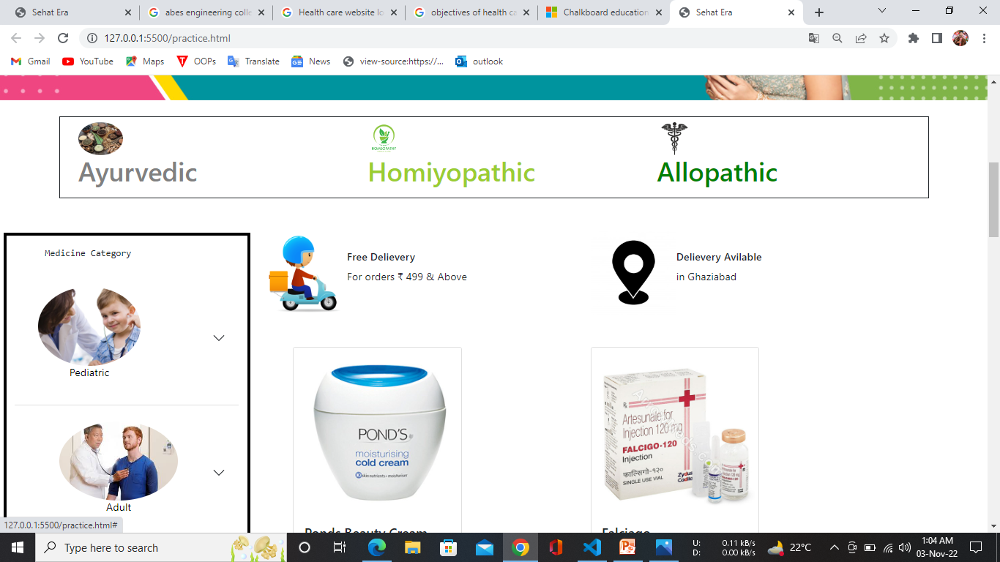 Sehat Era
abes engineering colle
Health care website lo
objectives of health ca
Chalkboard education
Sehat Era
127.0.0.1:5500/practice.html
Gmail
YouTube
Maps
OOPs
Translate
News
view-source:https://...
outlook
HOMEOPATHY
Ayurvedic
Homiyopathic
Allopathic
Medicine Category
Free Delievery
For orders ₹ 499 & Above
Delievery Avilable
in Ghaziabad
Pediatric
Adult
POND'S
moisturising
cold cream
Artesunate for
Injection 120 mg
FALCIGO-120
Injection
फाल्सिगो-१२०
SINGLE USE VIAL
Zydus
Cadila
Ponds Beauty Cream
Falcigo
127.0.0.1:5500/practice.html#
Type here to search
U: 0.11 kB/s
D: 0.00 kB/s
22°C
1:04 AM
03-Nov-22